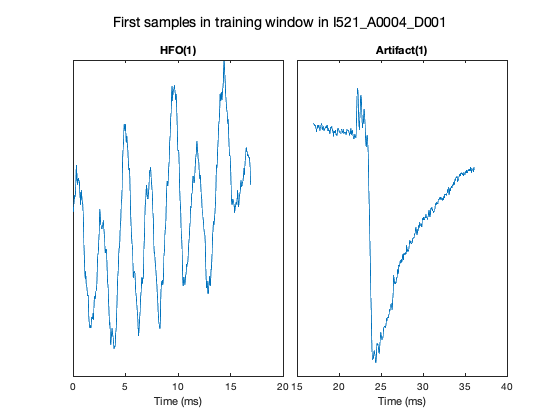 First samples in training window in I521_A0004_D001
HFO(1)
Artifact(1)
0 5 10 15 20
15 20 25 30 35 40
Time (ms)
Time (ms)